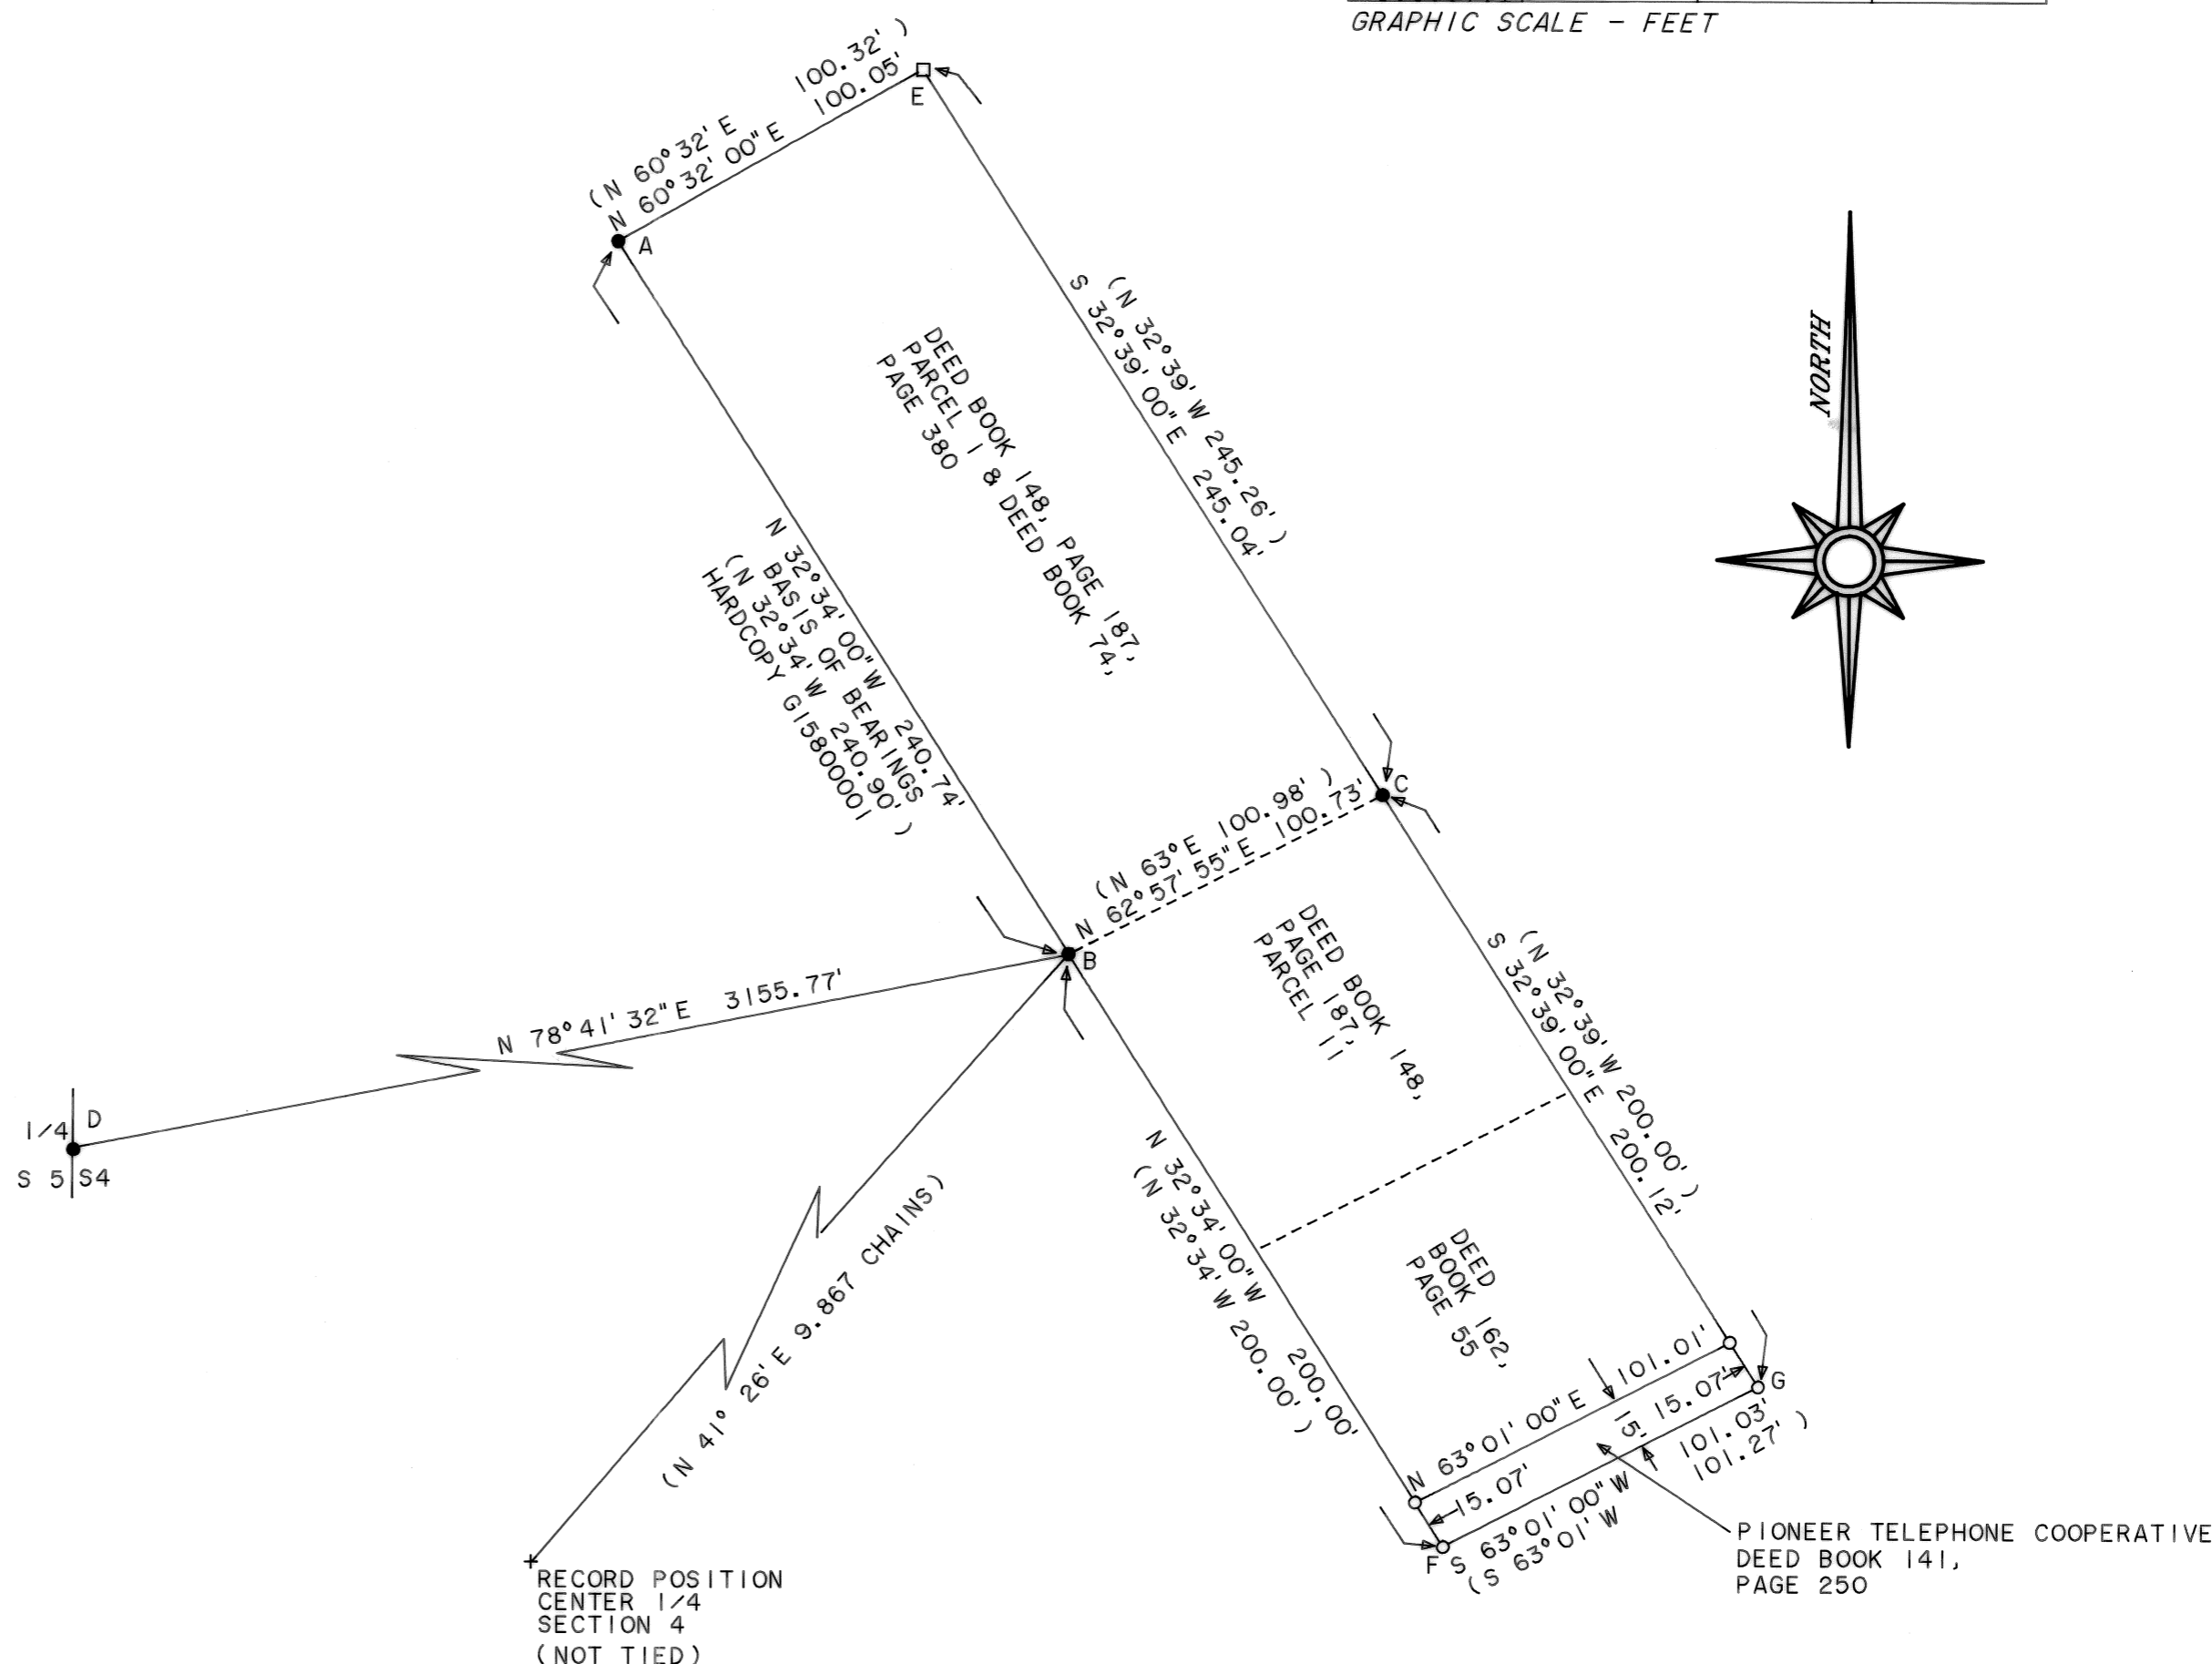 GRAPHIC SCALE - FEET
(N 60°32' E 100.32' )
N 60°32' 00"E 100.05'
E
A
(N 32°39' W 245.26' )
S 32°39' 00"E 245.04'
DEED BOOK 148, PAGE 187,
PARCEL 1 & DEED BOOK 74,
PAGE 380
NORTH
N 32°34' 00"W 240.74'
BASIS OF BEARINGS
(N 32°34' W 240.90' )
HARDCOPY G1580001
C
(N 63°E 100.98' )
N 62°57' 55"E 100.73'
B
N 78°41' 32"E 3155.77'
D
1/4
S 5 S4
DEED BOOK 148,
PAGE 187,
PARCEL 11
(N 32°39' W 200.00' )
S 32°39' 00"E 200.12'
N 32°34' 00"W 200.00'
(N 32°34' W 200.00' )
(N 41° 26' E 9.867 CHAINS)
DEED
BOOK 162,
PAGE 55
N 63°01' 00"E 101.01'
15.07'
15'
15.07'
G
F
S 63°01' 00"W 101.03'
(S 63°01' W 101.27' )
PIONEER TELEPHONE COOPERATIVE
DEED BOOK 141,
PAGE 250
RECORD POSITION
CENTER 1/4
SECTION 4
(NOT TIED)